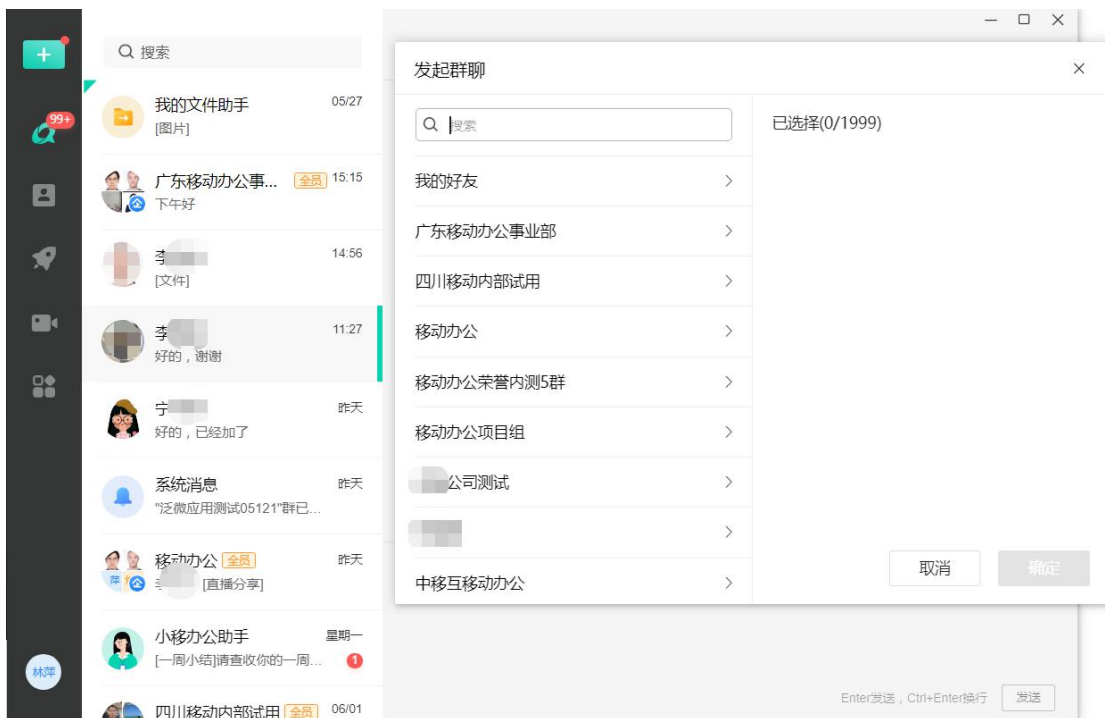 99+
林萍
搜索
我的文件助手 05/27
[图片]
广东移动办公事... 全员 15:15
下午好
李 14:56
[文件]
李 11:27
好的，谢谢
宁 昨天
好的，已经加了
系统消息 昨天
"泛微应用测试05121"群已...
移动办公 全员 昨天
[直播分享]
萍
小移办公助手 星期一
[一周小结]请查收你的一周... 1
四川移动内部试用 全员 06/01
发起群聊
搜索
我的好友
广东移动办公事业部
四川移动内部试用
移动办公
移动办公荣誉内测5群
移动办公项目组
公司测试
中移互移动办公
已选择(0/1999)
取消 确定
Enter发送，Ctrl+Enter换行 发送